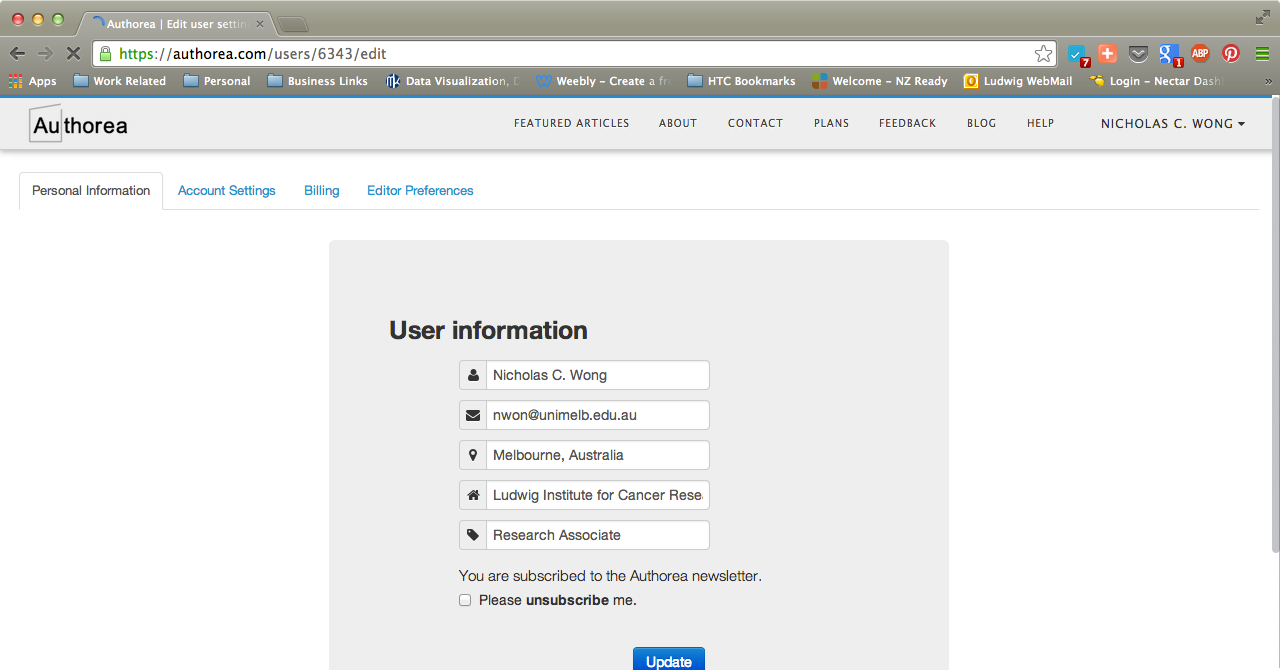 Authorea | Edit user settin
https://authorea.com/users/6343/edit
7
1
ABP
Apps Work Related Personal Business Links Data Visualization, D Weebly – Create a fre HTC Bookmarks Welcome – NZ Ready Ludwig WebMail Login – Nectar Dash »
Authorea FEATURED ARTICLES ABOUT CONTACT PLANS FEEDBACK BLOG HELP NICHOLAS C. WONG
Personal Information Account Settings Billing Editor Preferences
User information
Nicholas C. Wong
nwon@unimelb.edu.au
Melbourne, Australia
Ludwig Institute for Cancer Resea
Research Associate
You are subscribed to the Authorea newsletter.
Please unsubscribe me.
Update